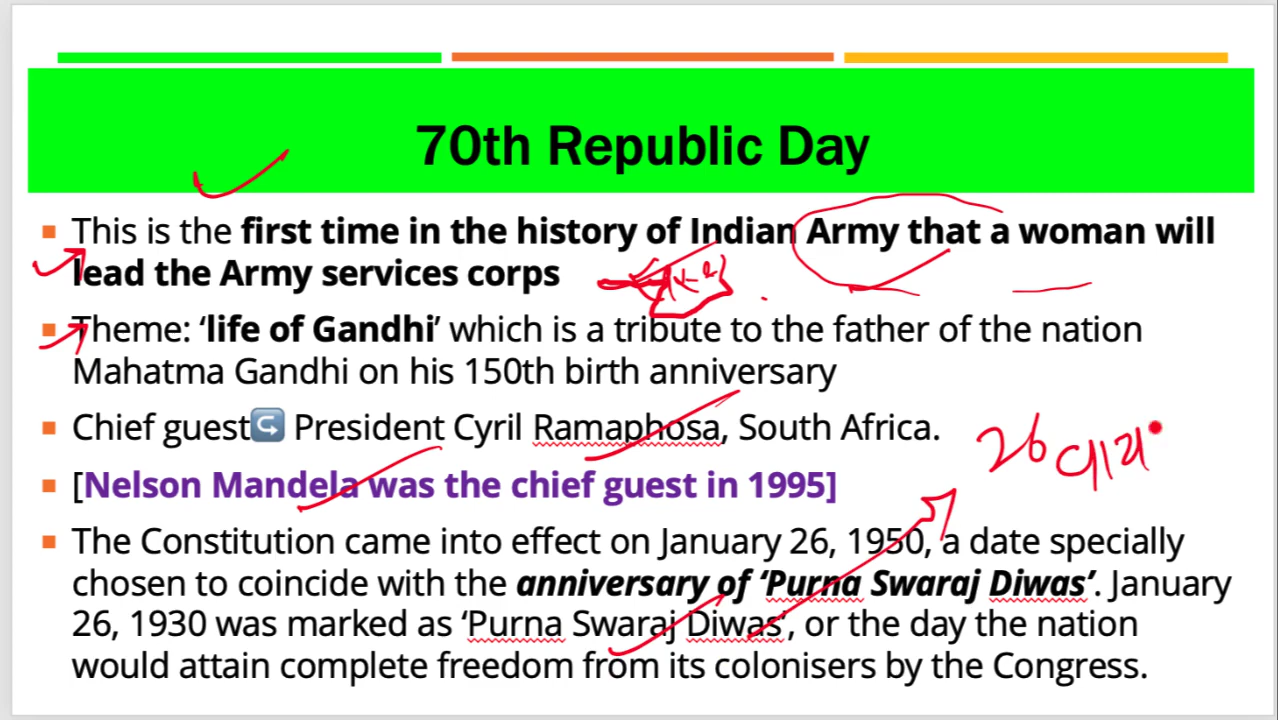 70th Republic Day
This is the first time in the history of Indian Army that a woman will
lead the Army services corps
Theme: ‘life of Gandhi’ which is a tribute to the father of the nation
Mahatma Gandhi on his 150th birth anniversary
Chief guest↪ President Cyril Ramaphosa, South Africa.
[Nelson Mandela was the chief guest in 1995]
26
The Constitution came into effect on January 26, 1950, a date specially
chosen to coincide with the anniversary of ‘Purna Swaraj Diwas’. January
26, 1930 was marked as ‘Purna Swaraj Diwas’, or the day the nation
would attain complete freedom from its colonisers by the Congress.